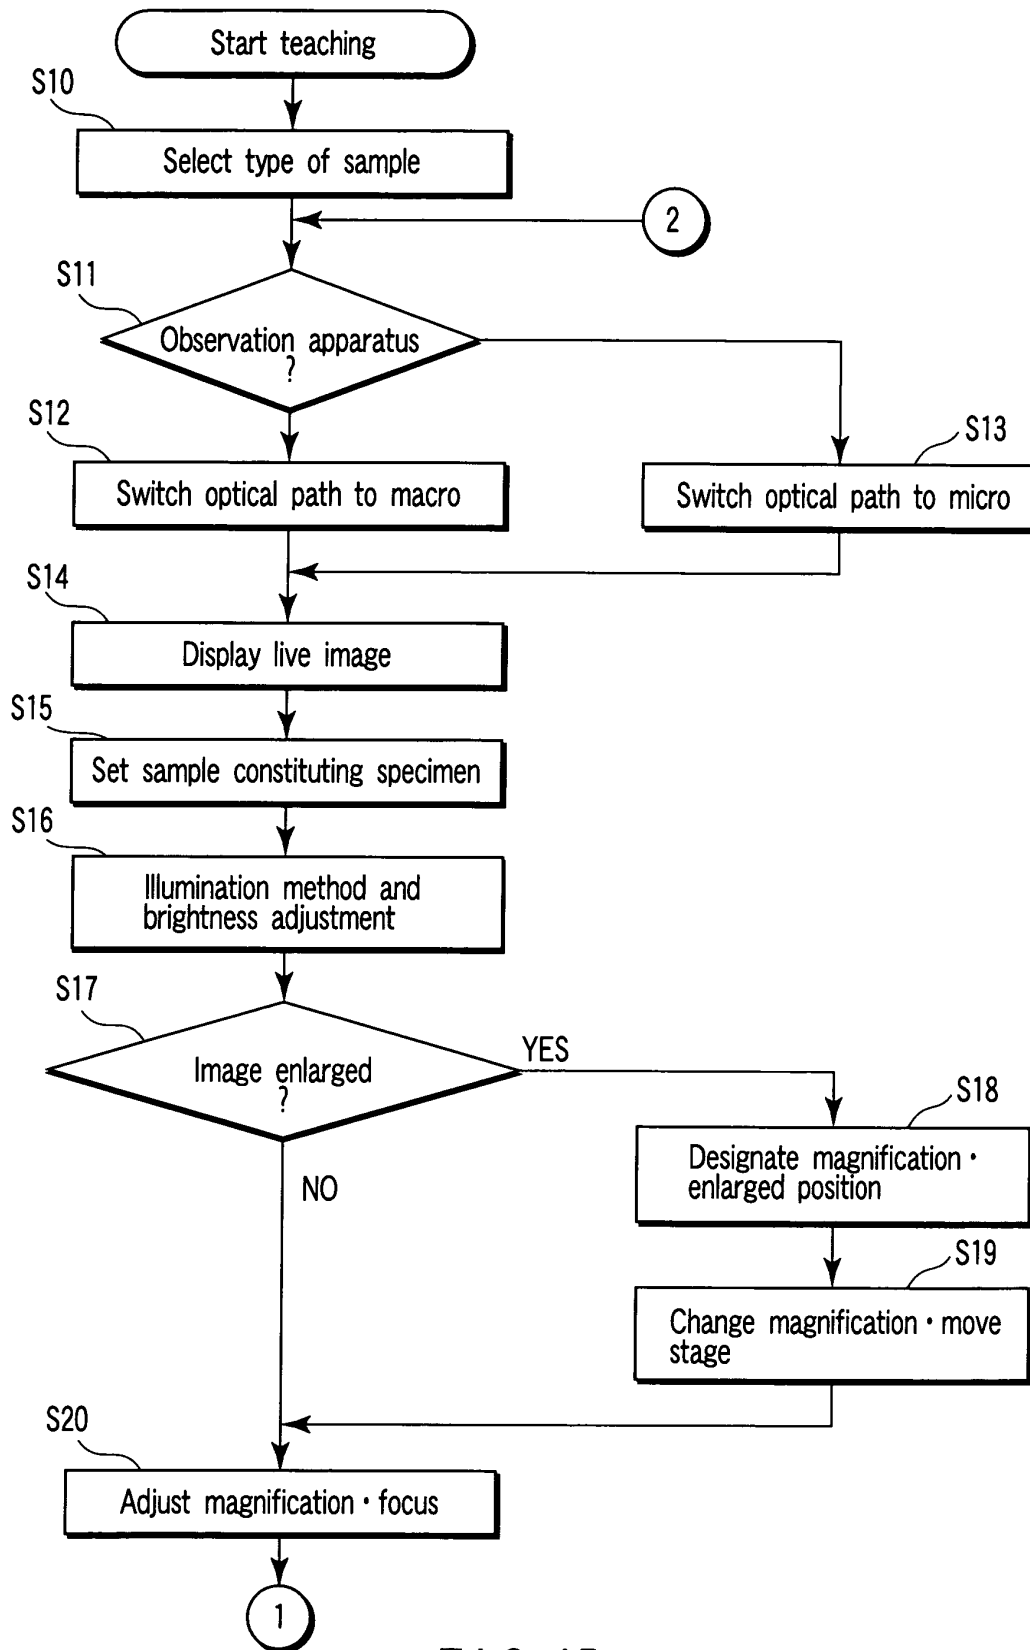 Start teaching
S10
Select type of sample
2
S11
Observation apparatus
?
S12
Switch optical path to macro
S13
Switch optical path to micro
S14
Display live image
S15
Set sample constituting specimen
S16
Illumination method and
brightness adjustment
S17
Image enlarged
?
YES
NO
S18
Designate magnification・
enlarged position
S19
Change magnification・move
stage
S20
Adjust magnification・focus
1